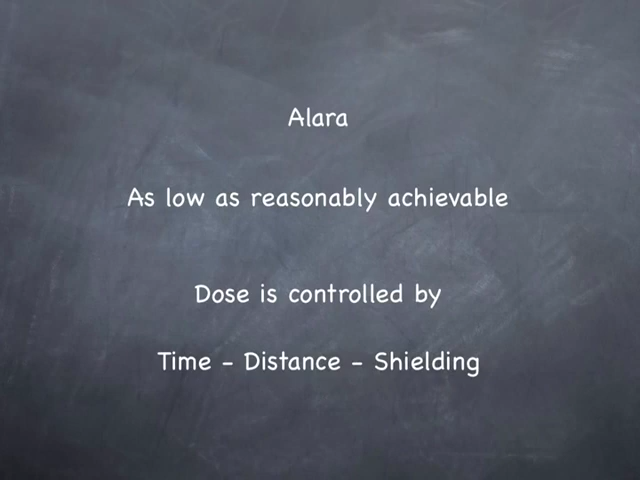 Alara
As low as reasonably achievable
Dose is controlled by
Time - Distance - Shielding